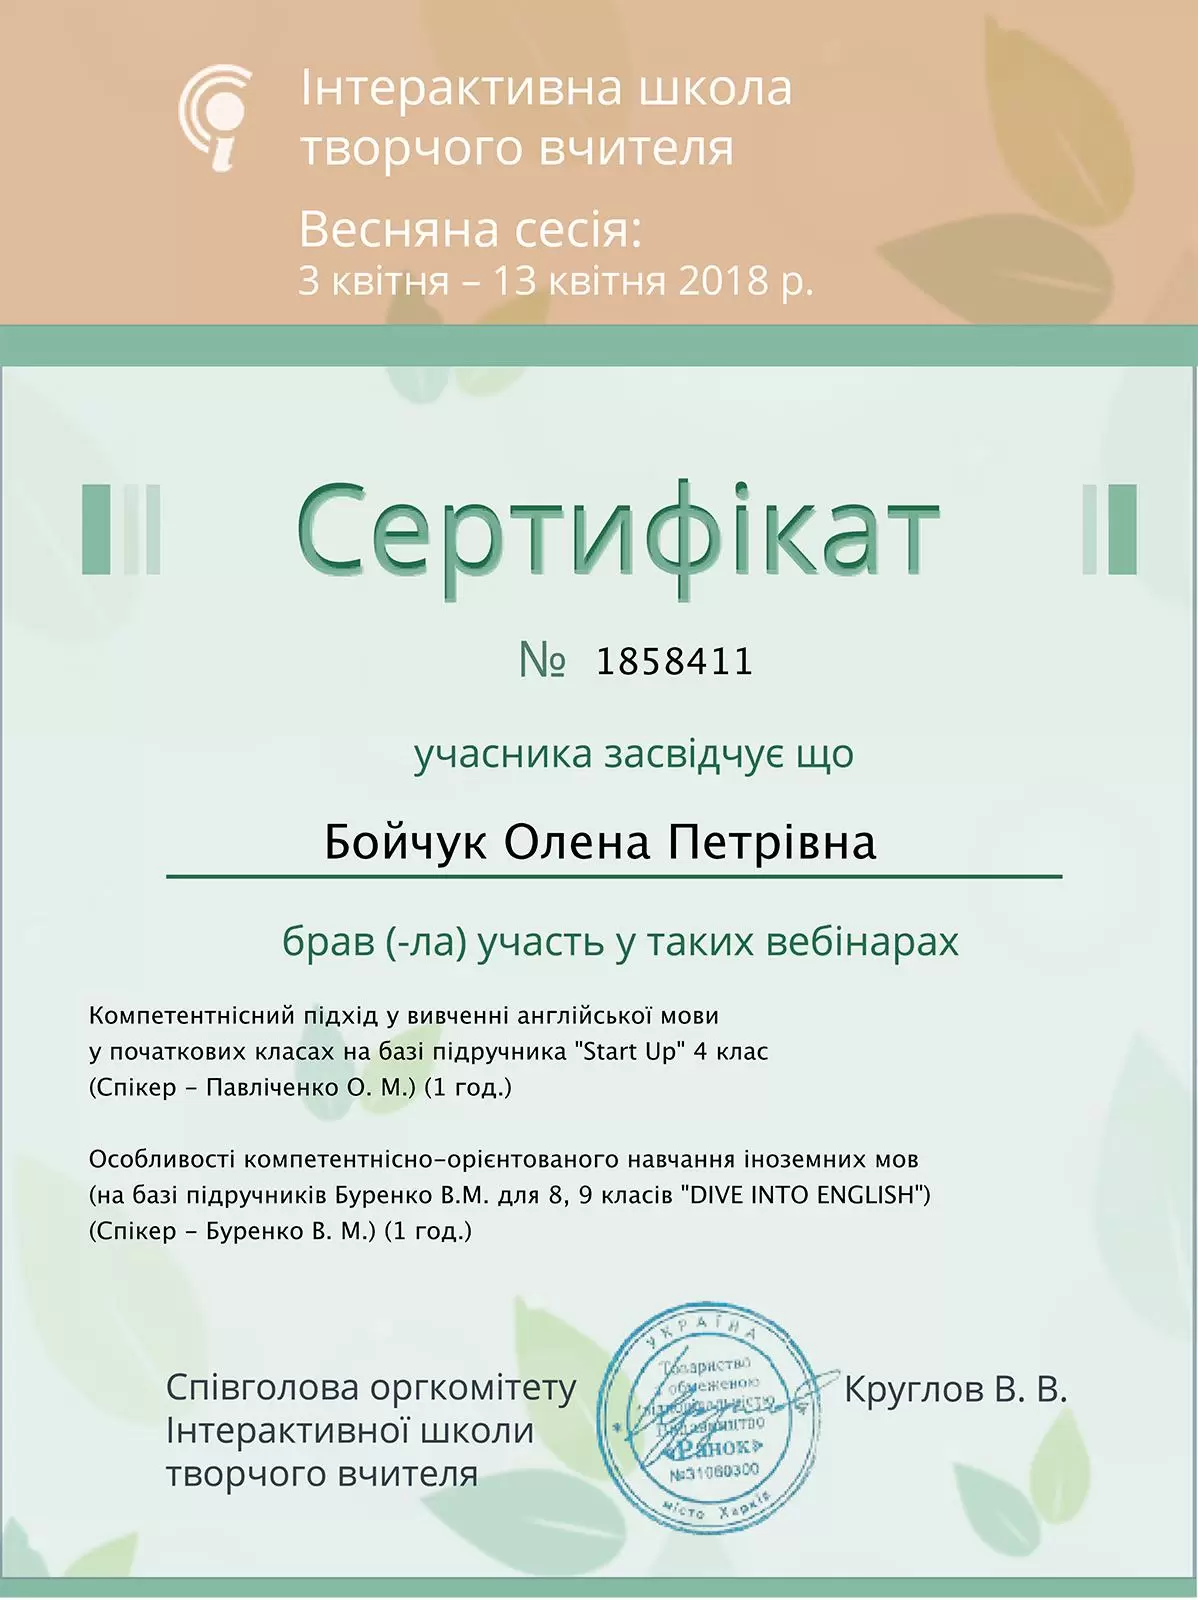 Інтерактивна школа
творчого вчителя
Весняна сесія:
3 квітня – 13 квітня 2018 р.
Сертифікат
№ 1858411
учасника засвідчує що
Бойчук Олена Петрівна
брав (-ла) участь у таких вебінарах
Компетентнісний підхід у вивченні англійської мови
у початкових класах на базі підручника "Start Up" 4 клас
(Спікер – Павліченко О. М.) (1 год.)
Особливості компетентнісно-орієнтованого навчання іноземних мов
(на базі підручників Буренко В.М. для 8, 9 класів "DIVE INTO ENGLISH")
(Спікер – Буренко В. М.) (1 год.)
Співголова оргкомітету
Інтерактивної школи
творчого вчителя
УКРАЇНА
Товариство
з обмеженою
відповідальністю
Видавництво
«Ранок»
№31060300
місто Харків
Круглов В. В.